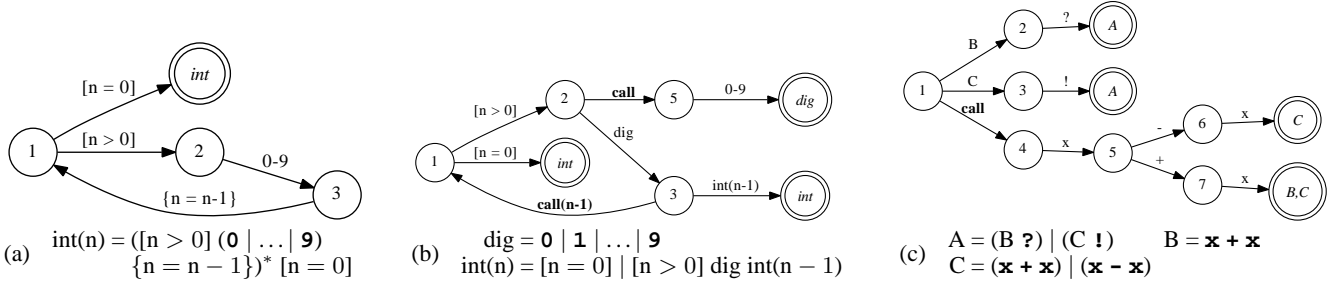 [n = 0]
int
1
[n > 0]
2
0-9
{n = n-1}
3
(a) int(n) = ([n > 0] (0 | … | 9)
{n = n − 1})* [n = 0]
1
[n > 0]
2
call
5
0-9
dig
dig
[n = 0]
int
call(n-1)
3
int(n-1)
int
(b) dig = 0 | 1 | … | 9
int(n) = [n = 0] | [n > 0] dig int(n − 1)
1
B
2
?
A
C
3
!
A
call
4
x
5
-
6
x
C
+
7
x
B,C
(c) A = (B ?) | (C !) B = x + x
C = (x + x) | (x - x)